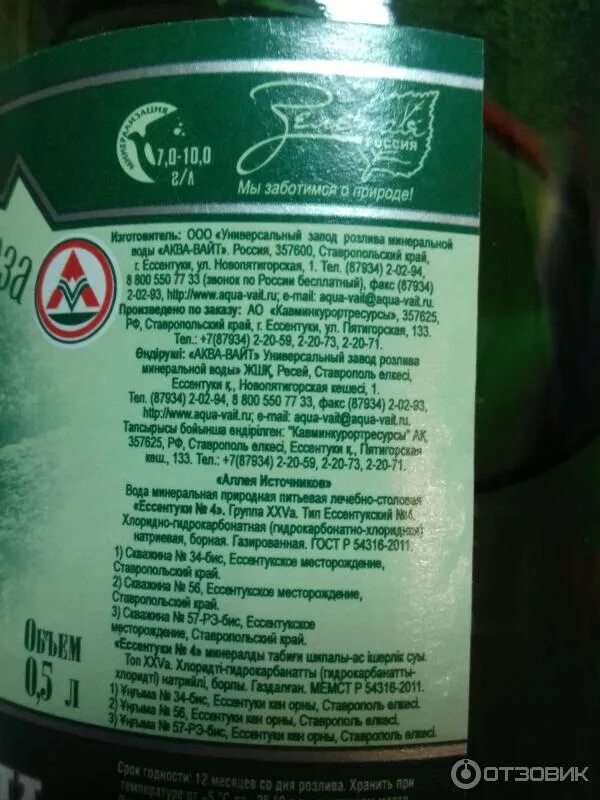 МИНЕРАЛИЗАЦИЯ
7,0-10,0
г/л
Зеленая
РОССИЯ
Мы заботимся о природе!
Изготовитель: ООО «Универсальный завод розлива минеральной
воды «АКВА-ВАЙТ». Россия, 357600, Ставропольский край,
г. Ессентуки, ул. Новопятигорская, 1. Тел. (87934) 2-02-94,
8 800 550 77 33 (звонок по России бесплатный), факс (87934)
2-02-93, http://www.aqua-vait.ru; e-mail: aqua-vait@aqua-vait.ru.
Произведено по заказу: АО «Кавминкурортресурсы», 357625,
РФ, Ставропольский край, г. Ессентуки, ул. Пятигорская, 133.
Тел.: +7(87934) 2-20-59, 2-20-73, 2-20-71.
Өндіруші: «АКВА-ВАЙТ» Универсальный завод розлива
минеральной воды» ЖШҚ, Ресей, Ставрополь өлкесі,
Ессентуки қ., Новопятигорская көшесі, 1.
Тел. (87934) 2-02-94, 8 800 550 77 33, факс (87934) 2-02-93,
http://www.aqua-vait.ru; e-mail: aqua-vait@aqua-vait.ru.
Тапсырысы бойынша өндірілген: "Кавминкурортресурсы" АҚ
357625, РФ, Ставрополь өлкесі, Ессентуки қ., Пятигорская
көш., 133. Тел.: +7(87934) 2-20-59, 2-20-73, 2-20-71.
«Аллея Источников»
Вода минеральная природная питьевая лечебно-столовая
«Ессентуки № 4». Группа XXVа. Тип Ессентукский №4.
Хлоридно-гидрокарбонатная (гидрокарбонатно-хлоридная)
натриевая, борная. Газированная. ГОСТ Р 54316-2011.
1) Скважина № 34-бис, Ессентукское месторождение,
Ставропольский край.
2) Скважина № 56, Ессентукское месторождение,
Ставропольский край.
3) Скважина № 57-РЭ-бис, Ессентукское
месторождение, Ставропольский край.
«Ессентуки № 4» минералды табиғи шипалы-ас ішерлік суы.
Топ XXVа. Хлоридті-гидрокарбанатты (гидрокарбанатты-
хлоридті) натрийлі, борлы. Газдалған. МЕМСТ Р 54316-2011.
1) Ұңғыма № 34-бис, Ессентуки кен орны, Ставрополь өлкесі.
2) Ұңғыма № 56, Ессентуки кен орны, Ставрополь өлкесі.
3) Ұңғыма № 57-РЭ-бис, Ессентуки кен орны, Ставрополь өлкесі.
Объем
0,5 л
Срок годности: 12 месяцев со дня розлива. Хранить при
температуре от +5 °С до
ОТЗОВИК